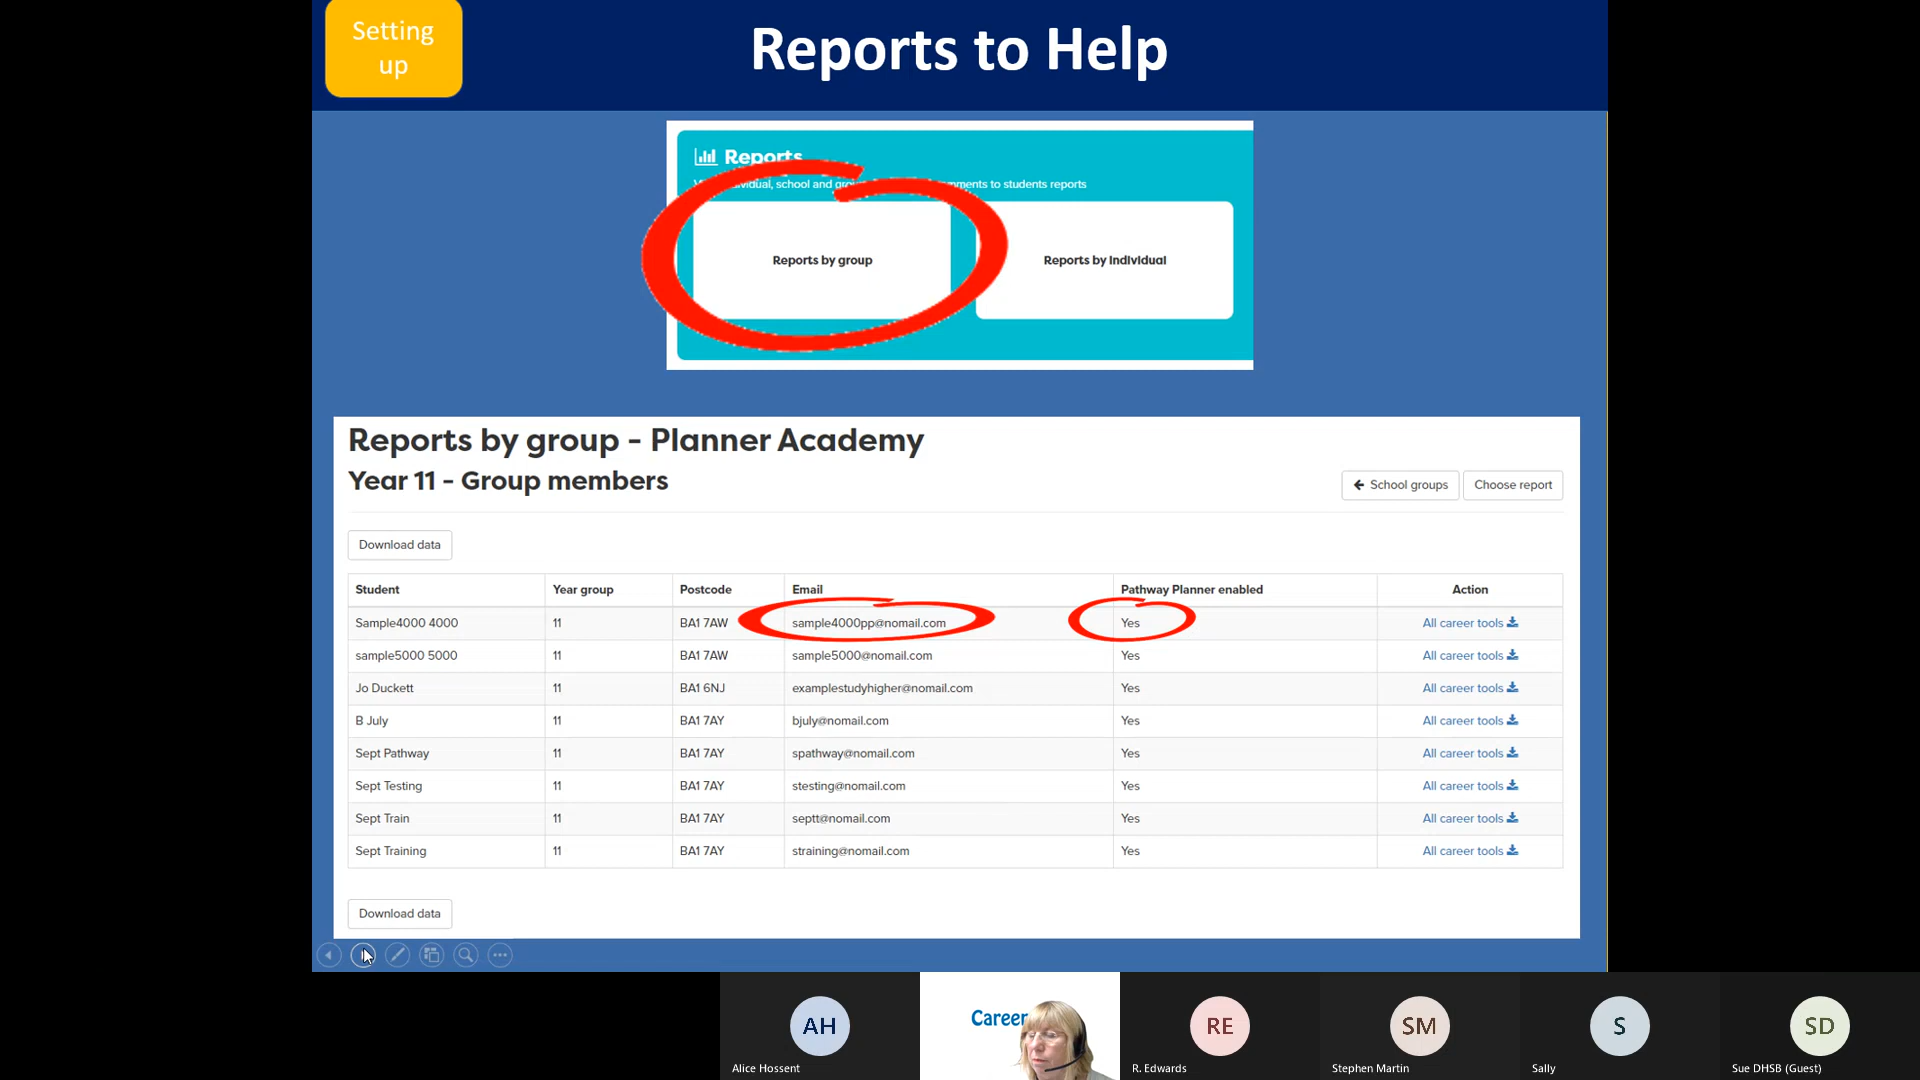 Setting
up
Reports to Help
Reports
individual, school and comments to students reports
Reports by group
Reports by individual
Reports by group - Planner Academy
Year 11 - Group members
School groups
Choose report
Download data
Student Year group Postcode Email Pathway Planner enabled Action
Sample4000 4000 11 BA1 7AW sample4000pp@nomail.com Yes All career tools
sample5000 5000 11 BA1 7AW sample5000@nomail.com Yes All career tools
Jo Duckett 11 BA1 6NJ examplestudyhigher@nomail.com Yes All career tools
B July 11 BA1 7AY bjuly@nomail.com Yes All career tools
Sept Pathway 11 BA1 7AY spathway@nomail.com Yes All career tools
Sept Testing 11 BA1 7AY stesting@nomail.com Yes All career tools
Sept Train 11 BA1 7AY septt@nomail.com Yes All career tools
Sept Training 11 BA1 7AY straining@nomail.com Yes All career tools
Download data
AH
Career
RE
SM
S
SD
Alice Hossent
R. Edwards
Stephen Martin
Sally
Sue DHSB (Guest)